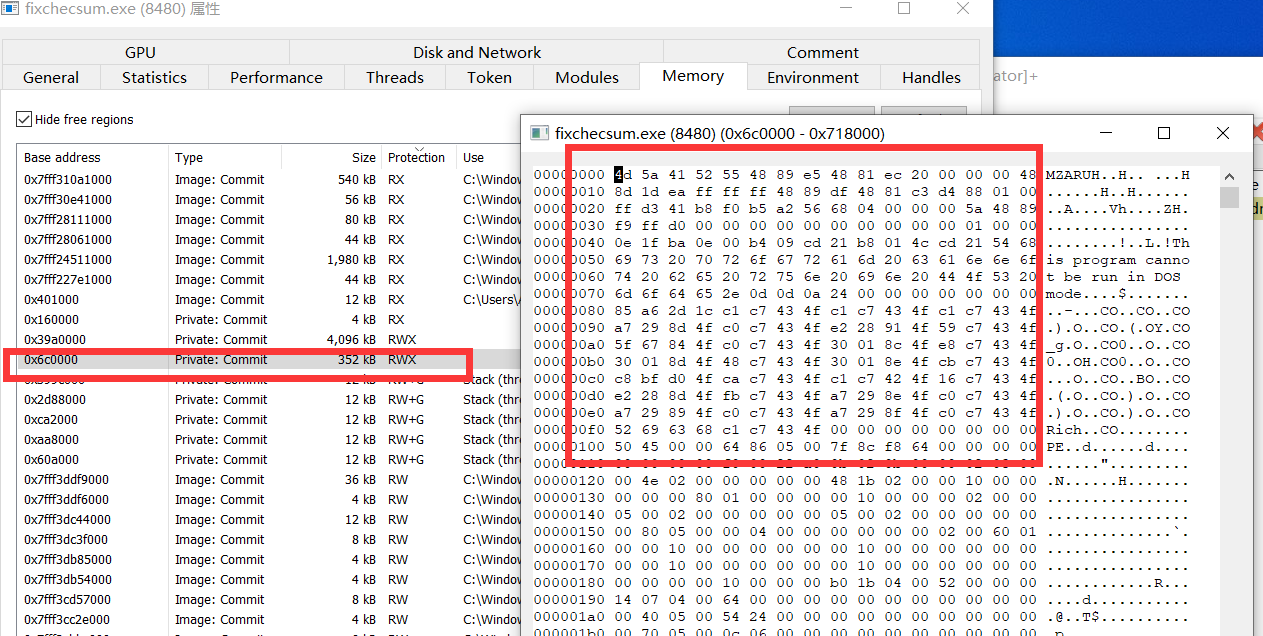 fixchecsum.exe (8480) 属性
GPU Disk and Network Comment
General Statistics Performance Threads Token Modules Memory Environment Handles
ator]+
Hide free regions
Base address Type Size Protection Use
0x7fff310a1000 Image: Commit 540 kB RX C:\Window
0x7fff30e41000 Image: Commit 56 kB RX C:\Window
0x7fff28111000 Image: Commit 80 kB RX C:\Window
0x7fff28061000 Image: Commit 44 kB RX C:\Window
0x7fff24511000 Image: Commit 1,980 kB RX C:\Window
0x7fff227e1000 Image: Commit 44 kB RX C:\Window
0x401000 Image: Commit 12 kB RX C:\Users\
0x160000 Private: Commit 4 kB RX
0x39a0000 Private: Commit 4,096 kB RWX
0x6c0000 Private: Commit 352 kB RWX
Private: Commit 12 kB RW+G Stack (thre
0x2d88000 Private: Commit 12 kB RW+G Stack (thre
0xca2000 Private: Commit 12 kB RW+G Stack (thre
0xaa8000 Private: Commit 12 kB RW+G Stack (thre
0x60a000 Private: Commit 12 kB RW+G Stack (thre
0x7fff3ddf9000 Image: Commit 36 kB RW C:\Window
0x7fff3ddf6000 Image: Commit 4 kB RW C:\Window
0x7fff3dc44000 Image: Commit 12 kB RW C:\Window
0x7fff3dc3f000 Image: Commit 8 kB RW C:\Window
0x7fff3db85000 Image: Commit 4 kB RW C:\Window
0x7fff3db54000 Image: Commit 4 kB RW C:\Window
0x7fff3cd57000 Image: Commit 8 kB RW C:\Window
0x7fff3cc2e000 Image: Commit 4 kB RW C:\Window
fixchecsum.exe (8480) (0x6c0000 - 0x718000)
00000000 4d 5a 41 52 55 48 89 e5 48 81 ec 20 00 00 00 48 MZARUH..H.. ...H
00000010 8d 1d ea ff ff ff 48 89 df 48 81 c3 d4 88 01 00 ......H..H......
00000020 ff d3 41 b8 f0 b5 a2 56 68 04 00 00 00 5a 48 89 ..A....Vh....ZH.
00000030 f9 ff d0 00 00 00 00 00 00 00 00 00 00 01 00 00 ................
00000040 0e 1f ba 0e 00 b4 09 cd 21 b8 01 4c cd 21 54 68 ........!..L.!Th
00000050 69 73 20 70 72 6f 67 72 61 6d 20 63 61 6e 6e 6f is program canno
00000060 74 20 62 65 20 72 75 6e 20 69 6e 20 44 4f 53 20 t be run in DOS
00000070 6d 6f 64 65 2e 0d 0d 0a 24 00 00 00 00 00 00 00 mode....$.......
00000080 85 a6 2d 1c c1 c7 43 4f c1 c7 43 4f c1 c7 43 4f ..-...CO..CO..CO
00000090 a7 29 8d 4f c0 c7 43 4f e2 28 91 4f 59 c7 43 4f .).O..CO.(.OY.CO
000000a0 5f 67 84 4f c0 c7 43 4f 30 01 8c 4f e8 c7 43 4f _g.O..CO0..O..CO
000000b0 30 01 8d 4f 48 c7 43 4f 30 01 8e 4f cb c7 43 4f 0..OH.CO0..O..CO
000000c0 c8 bf d0 4f ca c7 43 4f c1 c7 42 4f 16 c7 43 4f ...O..CO..BO..CO
000000d0 e2 28 8d 4f fb c7 43 4f a7 29 8e 4f c0 c7 43 4f .(.O..CO.).O..CO
000000e0 a7 29 89 4f c0 c7 43 4f a7 29 8f 4f c0 c7 43 4f .).O..CO.).O..CO
000000f0 52 69 63 68 c1 c7 43 4f 00 00 00 00 00 00 00 00 Rich..CO........
00000100 50 45 00 00 64 86 05 00 7f 8c f8 64 00 00 00 00 PE..d......d....
00000120 00 4e 02 00 00 00 00 00 48 1b 02 00 00 10 00 00 .N......H.......
00000130 00 00 00 80 01 00 00 00 00 10 00 00 00 02 00 00 ................
00000140 05 00 02 00 00 00 00 00 05 00 02 00 00 00 00 00 ................
00000150 00 80 05 00 00 04 00 00 00 00 00 00 02 00 60 01 ..............`.
00000160 00 00 10 00 00 00 00 00 00 10 00 00 00 00 00 00 ................
00000170 00 00 10 00 00 00 00 00 00 10 00 00 00 00 00 00 ................
00000180 00 00 00 00 10 00 00 00 b0 1b 04 00 52 00 00 00 ............R...
00000190 14 07 04 00 64 00 00 00 00 00 00 00 00 00 00 00 ....d...........
000001a0 00 40 05 00 54 24 00 00 00 00 00 00 00 00 00 00 .@..T$..........